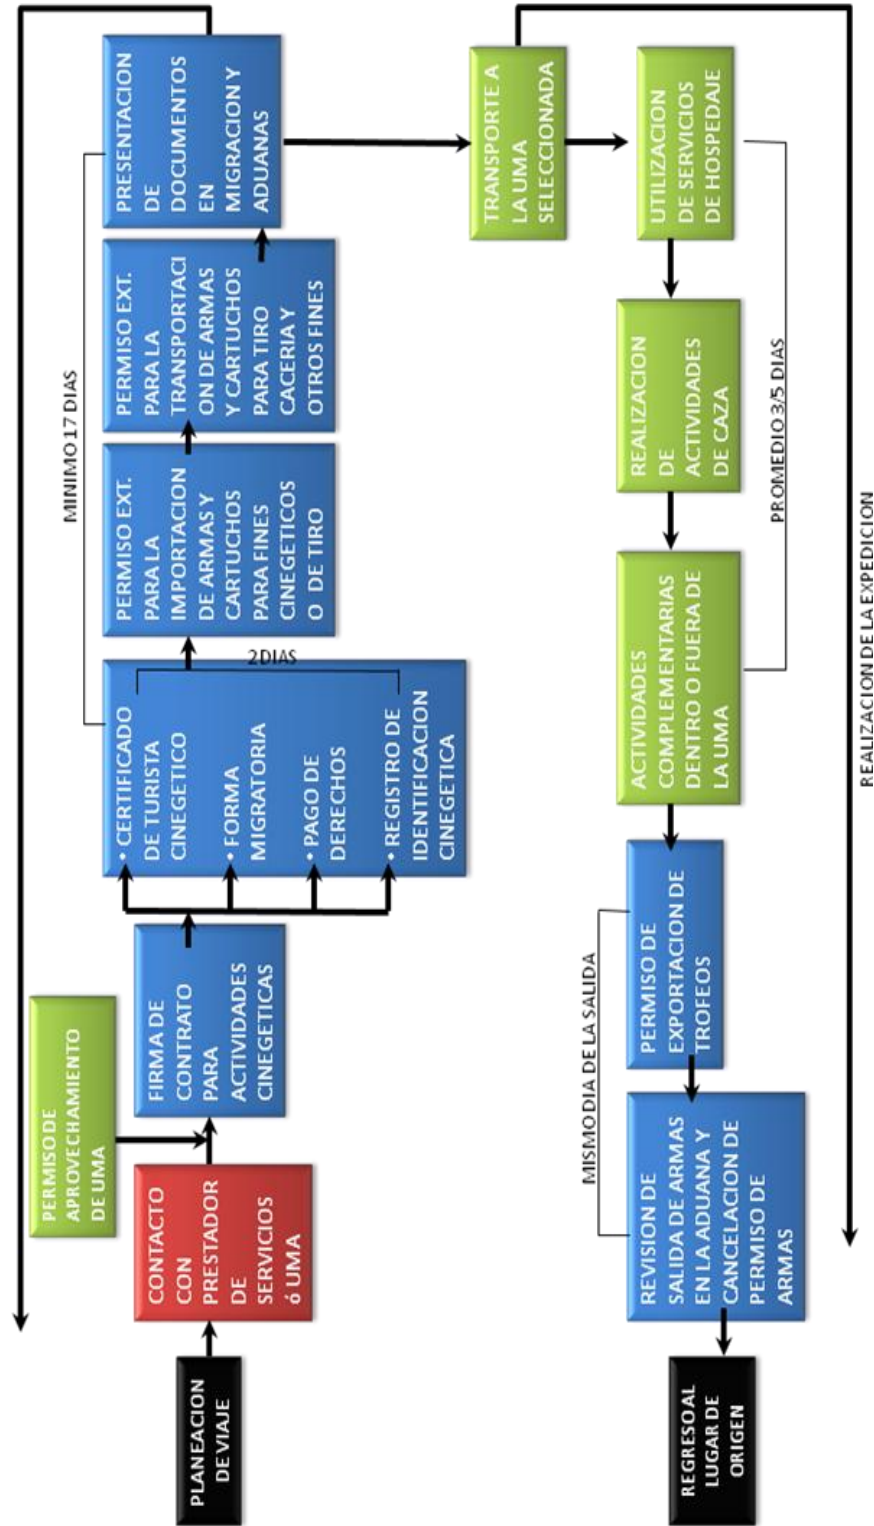 PLANEACION
DE VIAJE
CONTACTO
CON
PRESTADOR
DE
SERVICIOS
ó UMA
PERMISO DE
APROVECHAMIENTO
DE UMA
FIRMA DE
CONTRATO
PARA
ACTIVIDADES
CINEGETICAS
• CERTIFICADO
DE TURISTA
CINEGETICO
• FORMA
MIGRATORIA
• PAGO DE
DERECHOS
• REGISTRO DE
IDENTIFICACION
CINEGETICA
2 DIAS
MINIMO 17 DIAS
PERMISO EXT.
PARA LA
IMPORTACION
DE ARMAS Y
CARTUCHOS
PARA FINES
CINEGETICOS
O DE TIRO
PERMISO EXT.
PARA LA
TRANSPORTACI
ON DE ARMAS
Y CARTUCHOS
PARA TIRO
CACERIA Y
OTROS FINES
PRESENTACION
DE
DOCUMENTOS
EN
MIGRACION Y
ADUANAS
TRANSPORTE A
LA UMA
SELECCIONADA
UTILIZACION
DE SERVICIOS
DE HOSPEDAJE
REALIZACION
DE
ACTIVIDADES
DE CAZA
ACTIVIDADES
COMPLEMENTARIAS
DENTRO O FUERA DE
LA UMA
PROMEDIO 3/5 DIAS
PERMISO DE
EXPORTACION DE
TROFEOS
MISMO DIA DE LA SALIDA
REVISION DE
SALIDA DE ARMAS
EN LA ADUANA Y
CANCELACION DE
PERMISO DE
ARMAS
REGRESO AL
LUGAR DE
ORIGEN
REALIZACION DE LA EXPEDICION